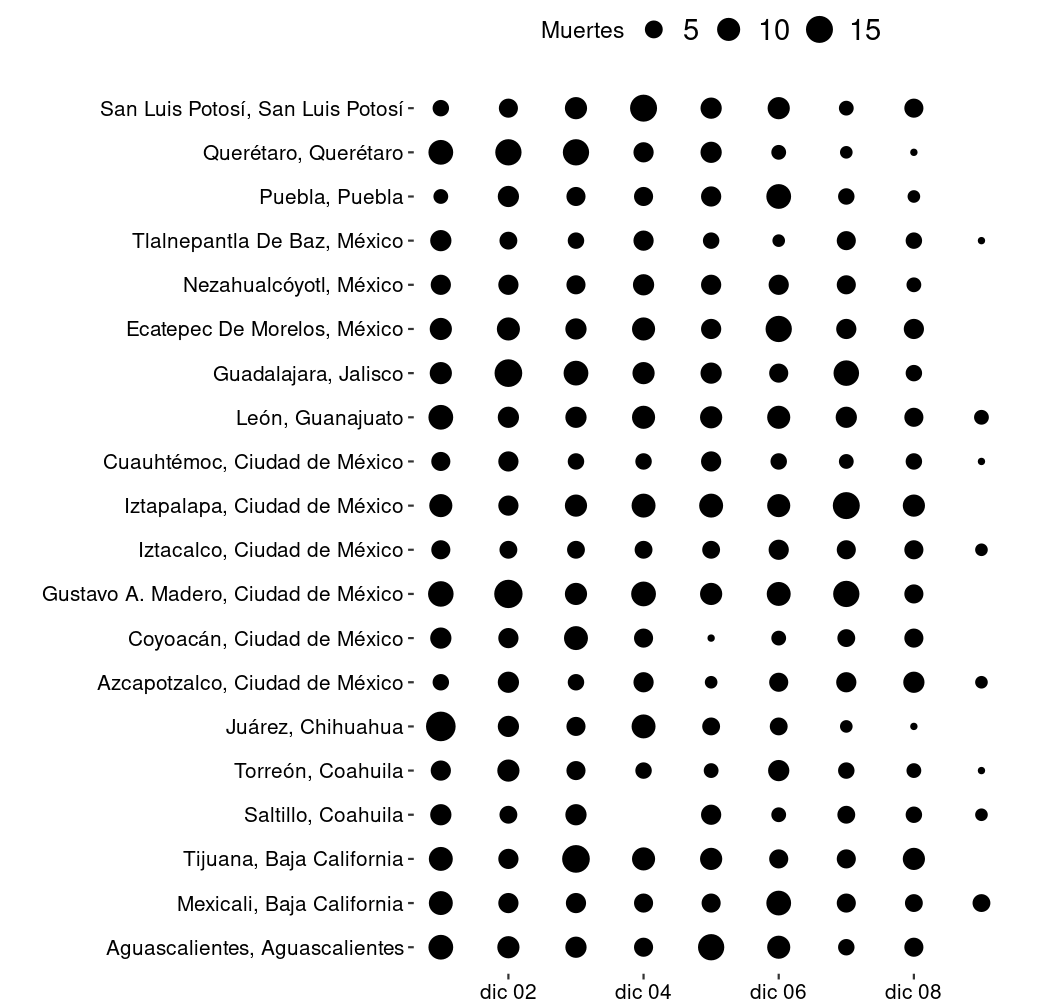 Muertes 5 10 15
San Luis Potosí, San Luis Potosí
Querétaro, Querétaro
Puebla, Puebla
Tlalnepantla De Baz, México
Nezahualcóyotl, México
Ecatepec De Morelos, México
Guadalajara, Jalisco
León, Guanajuato
Cuauhtémoc, Ciudad de México
Iztapalapa, Ciudad de México
Iztacalco, Ciudad de México
Gustavo A. Madero, Ciudad de México
Coyoacán, Ciudad de México
Azcapotzalco, Ciudad de México
Juárez, Chihuahua
Torreón, Coahuila
Saltillo, Coahuila
Tijuana, Baja California
Mexicali, Baja California
Aguascalientes, Aguascalientes
dic 02 dic 04 dic 06 dic 08